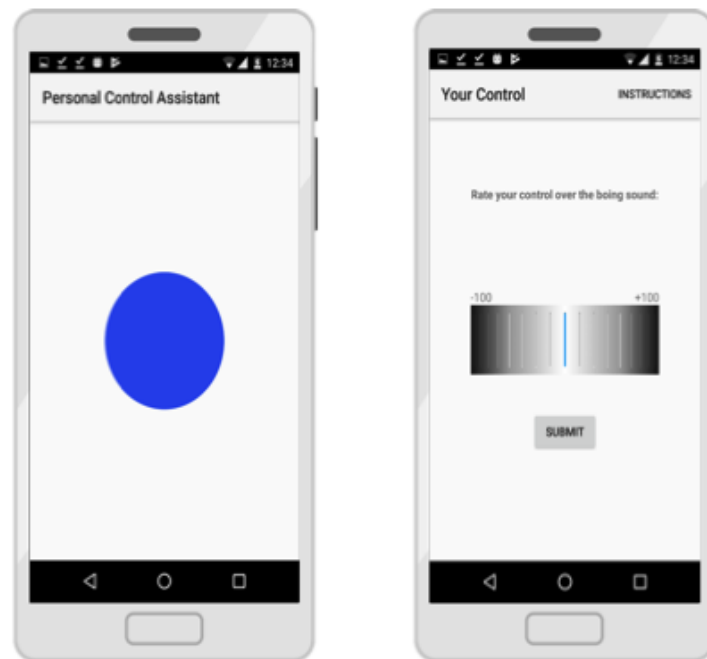 12:34
Personal Control Assistant
12:34
Your Control INSTRUCTIONS
Rate your control over the boing sound:
-100 +100
SUBMIT